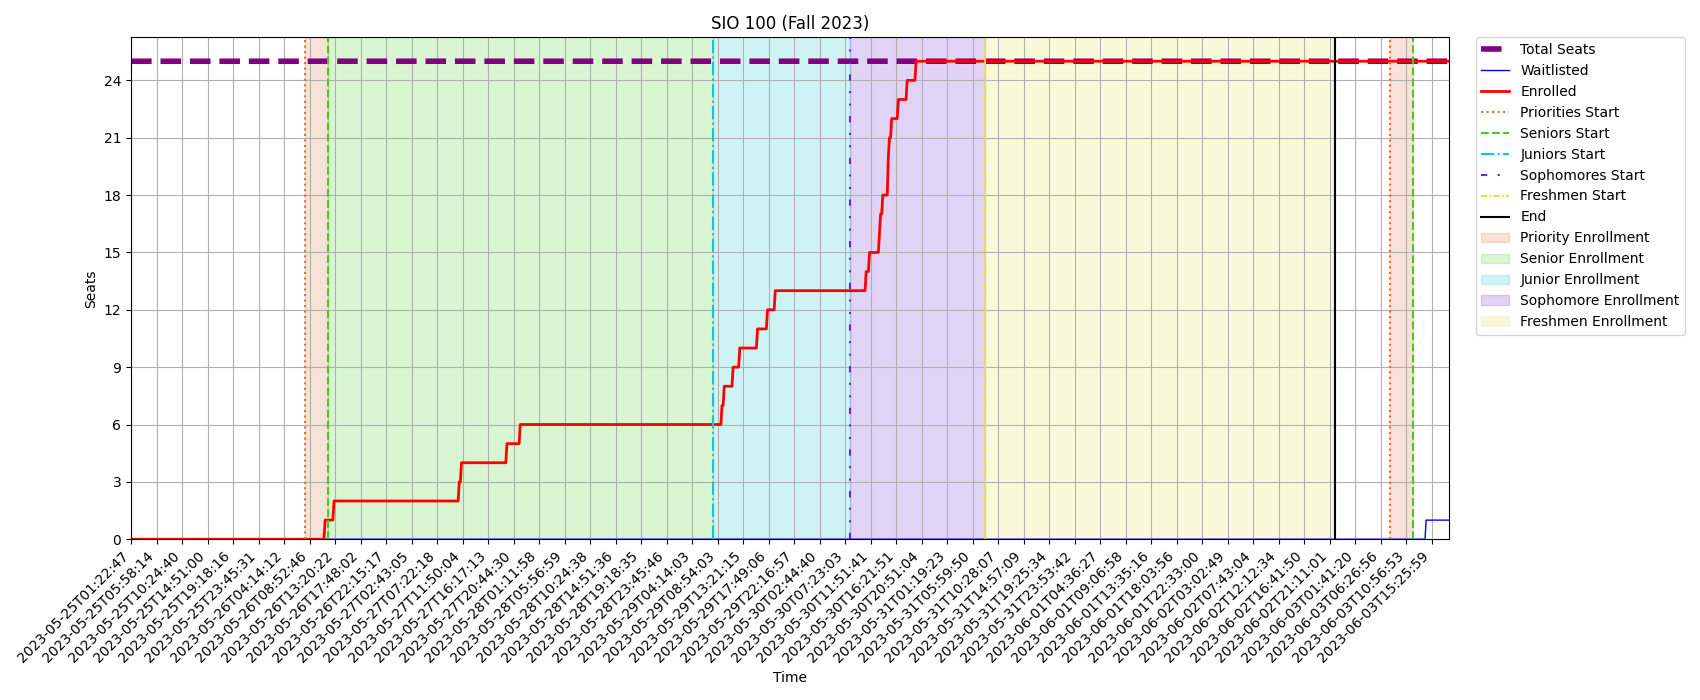 SIO 100 (Fall 2023)
Seats
24
21
18
15
12
9
6
3
0
2023-05-25T01:22:47
2023-05-25T05:58:14
2023-05-25T10:24:40
2023-05-25T14:51:00
2023-05-25T19:18:16
2023-05-25T23:45:31
2023-05-26T04:14:12
2023-05-26T08:52:46
2023-05-26T13:20:22
2023-05-26T17:48:02
2023-05-26T22:15:17
2023-05-27T02:43:05
2023-05-27T07:22:18
2023-05-27T11:50:04
2023-05-27T16:17:13
2023-05-27T20:44:30
2023-05-28T01:11:58
2023-05-28T05:56:59
2023-05-28T10:24:38
2023-05-28T14:51:36
2023-05-28T19:18:35
2023-05-28T23:45:46
2023-05-29T04:14:03
2023-05-29T08:54:03
2023-05-29T13:21:15
2023-05-29T17:49:06
2023-05-29T22:16:57
2023-05-30T02:44:40
2023-05-30T07:23:03
2023-05-30T11:51:41
2023-05-30T16:21:51
2023-05-30T20:51:04
2023-05-31T01:19:23
2023-05-31T05:59:50
2023-05-31T10:28:07
2023-05-31T14:57:09
2023-05-31T19:25:34
2023-05-31T23:53:42
2023-06-01T04:36:27
2023-06-01T09:06:58
2023-06-01T13:35:16
2023-06-01T18:03:56
2023-06-01T22:33:00
2023-06-02T03:02:49
2023-06-02T07:43:04
2023-06-02T12:12:34
2023-06-02T16:41:50
2023-06-02T21:11:01
2023-06-03T01:41:20
2023-06-03T06:26:56
2023-06-03T10:56:53
2023-06-03T15:25:59
Time
Total Seats
Waitlisted
Enrolled
Priorities Start
Seniors Start
Juniors Start
Sophomores Start
Freshmen Start
End
Priority Enrollment
Senior Enrollment
Junior Enrollment
Sophomore Enrollment
Freshmen Enrollment